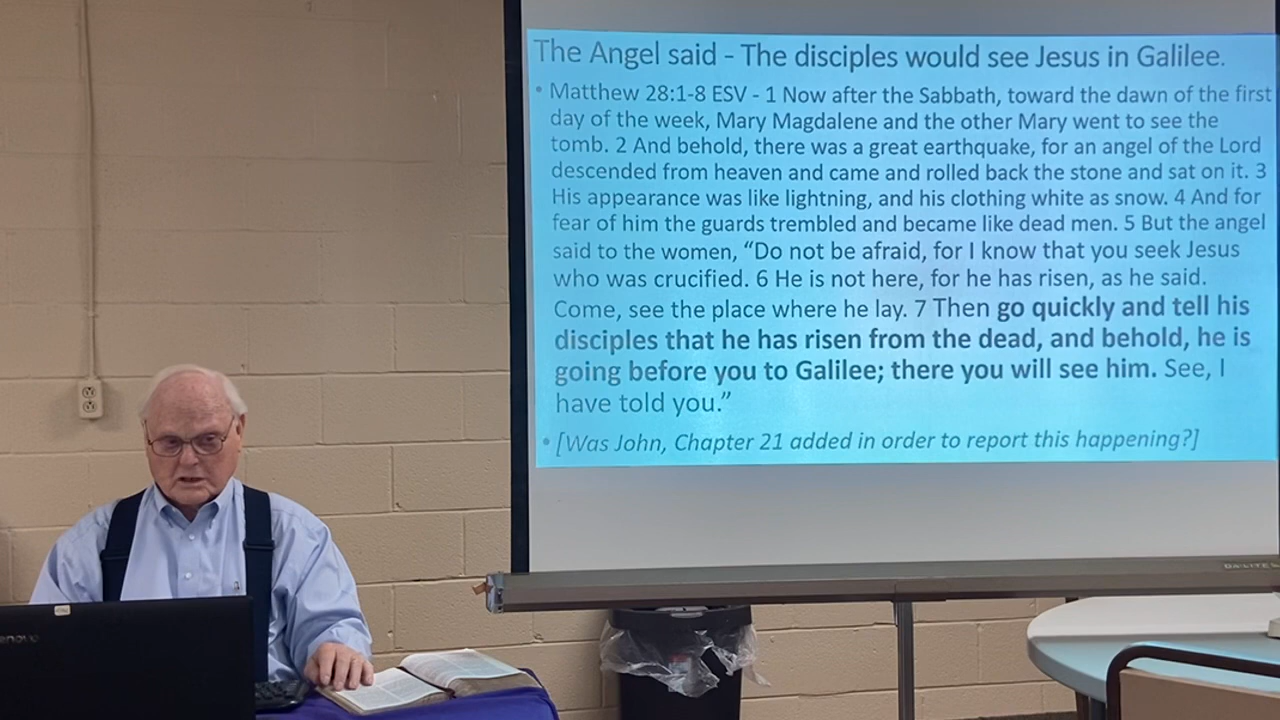 The Angel said - The disciples would see Jesus in Galilee.
• Matthew 28:1-8 ESV - 1 Now after the Sabbath, toward the dawn of the first
day of the week, Mary Magdalene and the other Mary went to see the
tomb. 2 And behold, there was a great earthquake, for an angel of the Lord
descended from heaven and came and rolled back the stone and sat on it. 3
His appearance was like lightning, and his clothing white as snow. 4 And for
fear of him the guards trembled and became like dead men. 5 But the angel
said to the women, “Do not be afraid, for I know that you seek Jesus
who was crucified. 6 He is not here, for he has risen, as he said.
Come, see the place where he lay. 7 Then go quickly and tell his
disciples that he has risen from the dead, and behold, he is
going before you to Galilee; there you will see him. See, I
have told you.”
• [Was John, Chapter 21 added in order to report this happening?]
DA-LITE
enovo